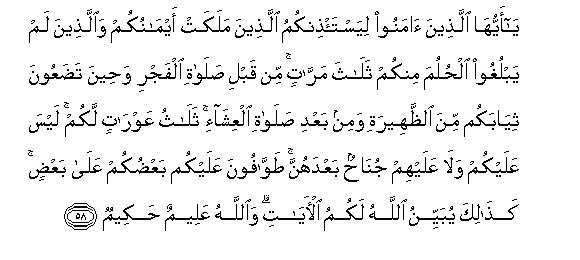 يَـٰٓأَيُّهَا ٱلَّذِينَ ءَامَنُوا۟ لِيَسْتَـْٔذِنكُمُ ٱلَّذِينَ مَلَكَتْ أَيْمَـٰنُكُمْ وَٱلَّذِينَ لَمْ
يَبْلُغُوا۟ ٱلْحُلُمَ مِنكُمْ ثَلَـٰثَ مَرَّٰتٍ ۚ مِّن قَبْلِ صَلَوٰةِ ٱلْفَجْرِ وَحِينَ تَضَعُونَ
ثِيَابَكُم مِّنَ ٱلظَّهِيرَةِ وَمِنۢ بَعْدِ صَلَوٰةِ ٱلْعِشَآءِ ۚ ثَلَـٰثُ عَوْرَٰتٍ لَّكُمْ ۚ لَيْسَ
عَلَيْكُمْ وَلَا عَلَيْهِمْ جُنَاحٌۢ بَعْدَهُنَّ ۚ طَوَّٰفُونَ عَلَيْكُم بَعْضُكُمْ عَلَىٰ بَعْضٍ ۚ
كَذَٰلِكَ يُبَيِّنُ ٱللَّهُ لَكُمُ ٱلْـَٔايَـٰتِ ۗ وَٱللَّهُ عَلِيمٌ حَكِيمٌ ٥٨